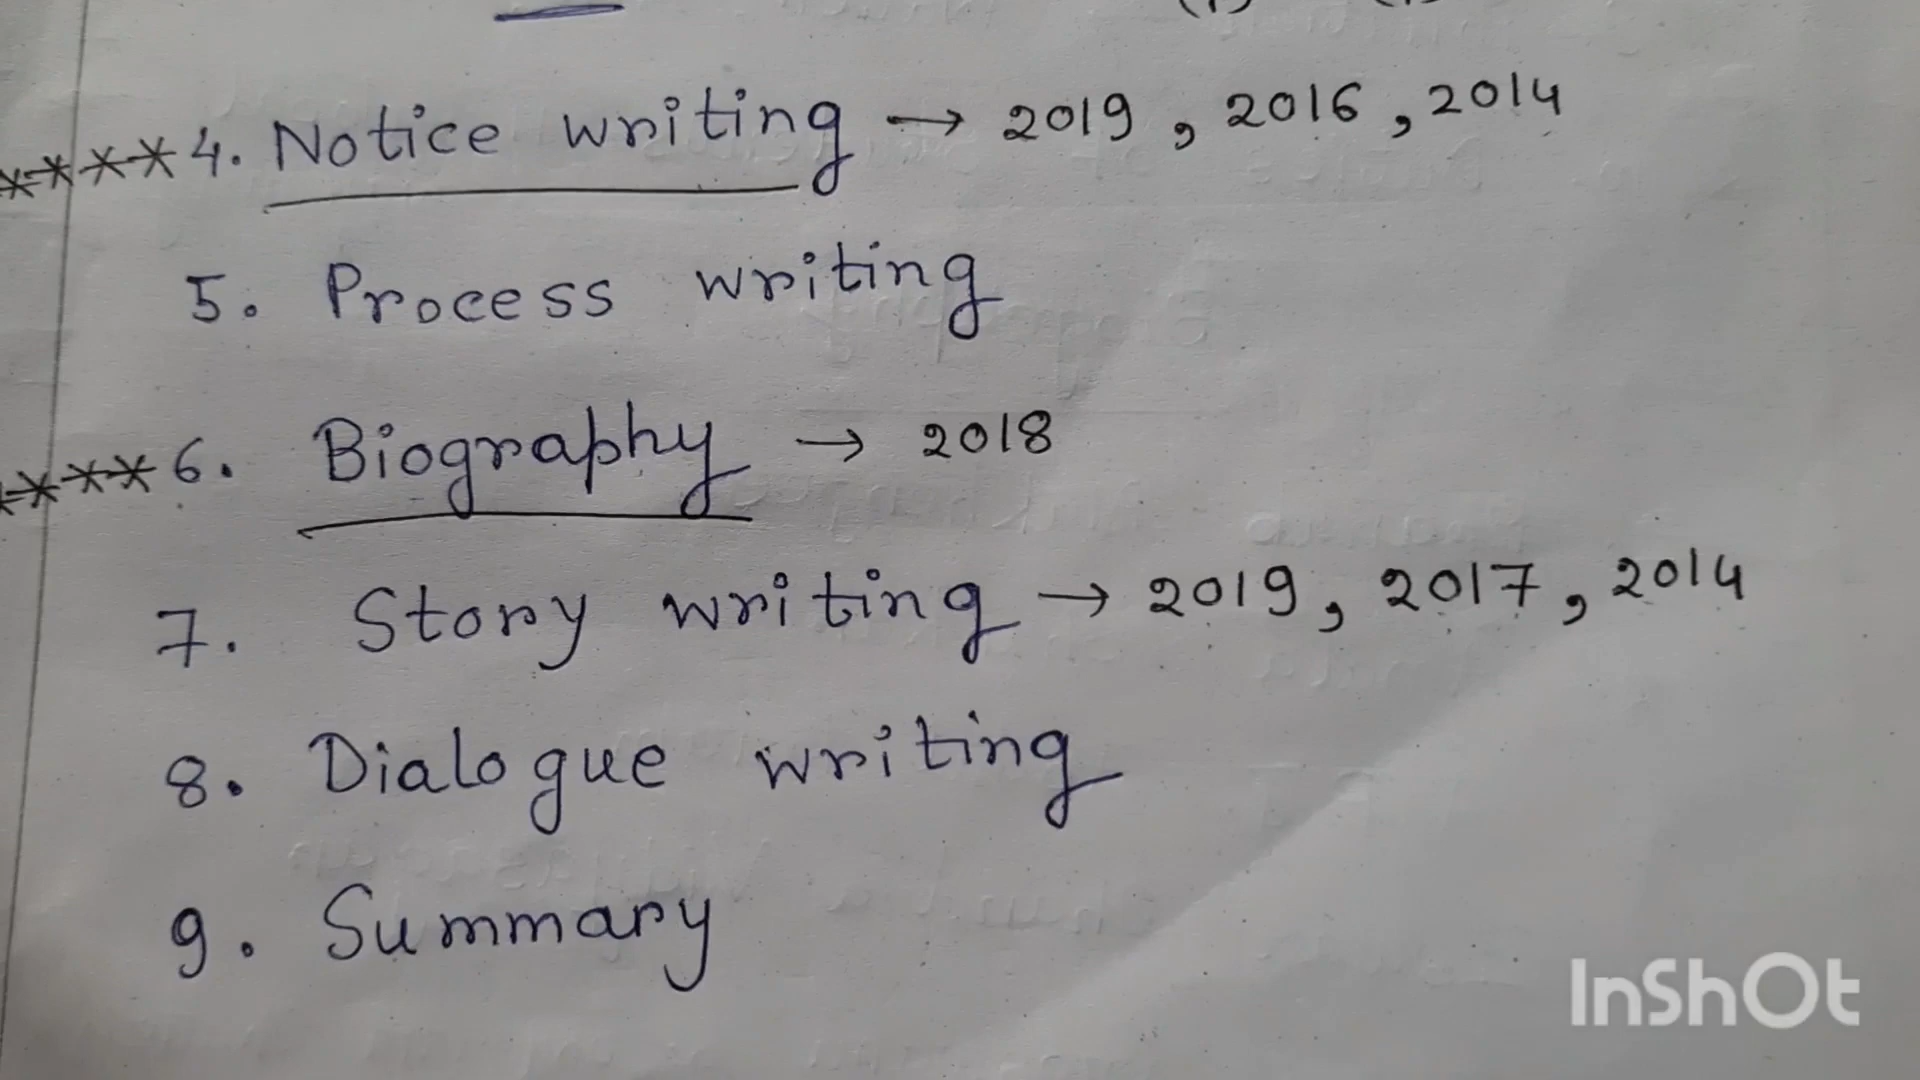 ****4. Notice writing → 2019, 2016, 2014
5. Process writing
****6. Biography → 2018
7. Story writing → 2019, 2017, 2014
8. Dialogue writing
9. Summary
InShOt